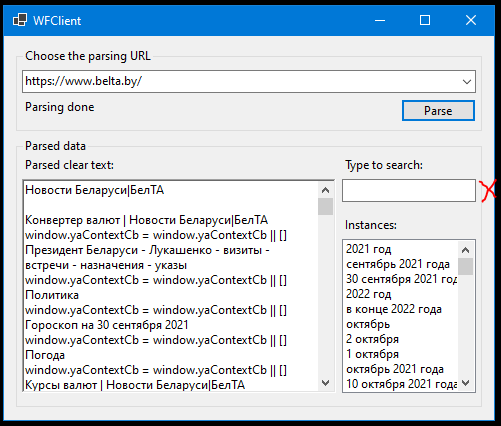 WFClient
Choose the parsing URL
https://www.belta.by/
Parsing done
Parse
Parsed data
Parsed clear text:
Новости Беларуси|БелТА
Конвертер валют | Новости Беларуси|БелТА
window.yaContextCb = window.yaContextCb || []
Президент Беларуси - Лукашенко - визиты -
встречи - назначения - указы
window.yaContextCb = window.yaContextCb || []
Политика
window.yaContextCb = window.yaContextCb || []
Гороскоп на 30 сентября 2021
window.yaContextCb = window.yaContextCb || []
Погода
window.yaContextCb = window.yaContextCb || []
Курсы валют | Новости Беларуси|БелТА
Type to search:
Instances:
2021 год
сентябрь 2021 года
30 сентября 2021 год
2022 год
в конце 2022 года
октябрь
2 октября
1 октября
октябрь 2021 года
10 октября 2021 года